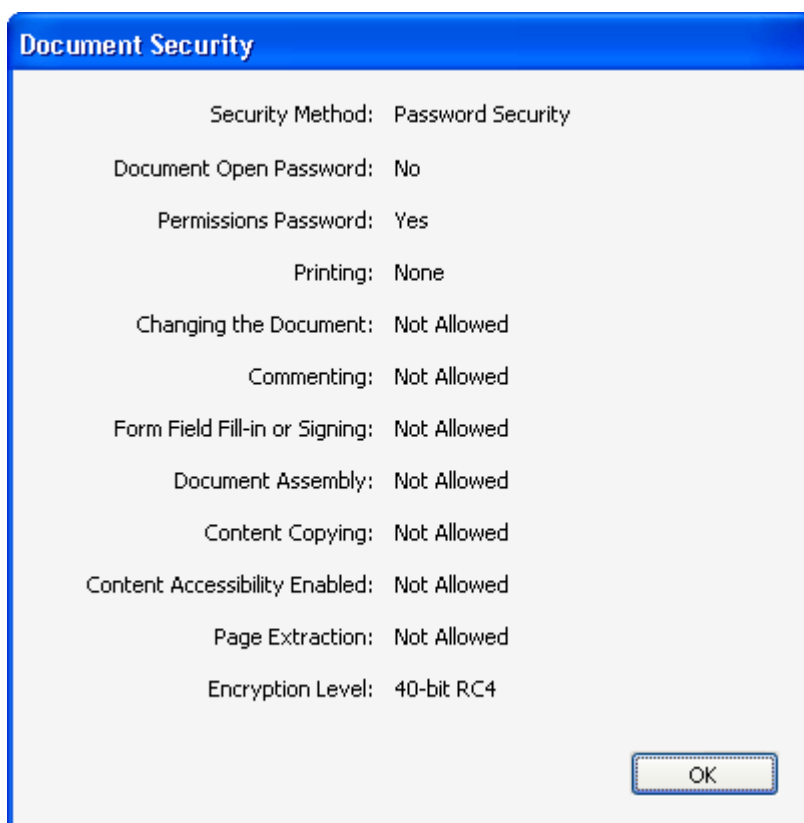 Document Security
Security Method: Password Security
Document Open Password: No
Permissions Password: Yes
Printing: None
Changing the Document: Not Allowed
Commenting: Not Allowed
Form Field Fill-in or Signing: Not Allowed
Document Assembly: Not Allowed
Content Copying: Not Allowed
Content Accessibility Enabled: Not Allowed
Page Extraction: Not Allowed
Encryption Level: 40-bit RC4
OK